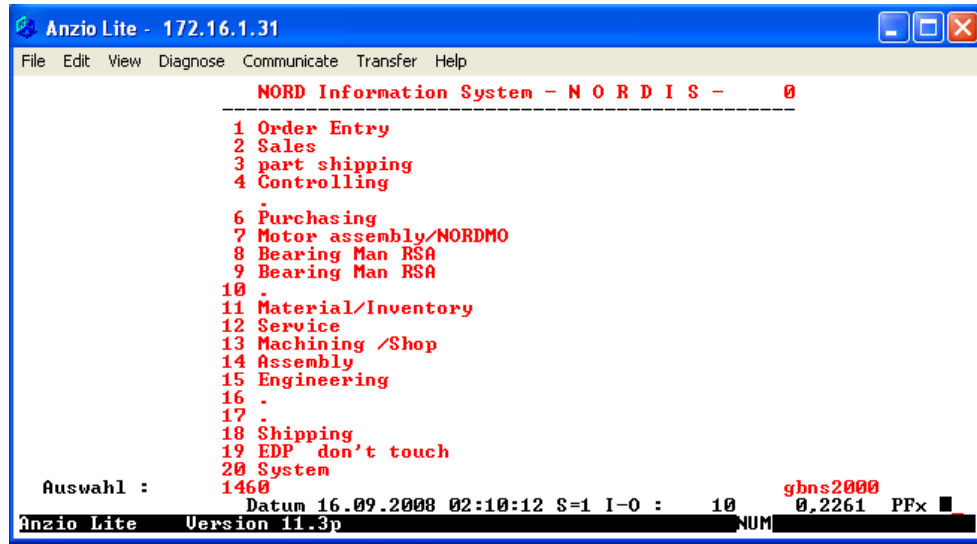 Anzio Lite - 172.16.1.31
File Edit View Diagnose Communicate Transfer Help
NORD Information System - N O R D I S - 0
1 Order Entry
2 Sales
3 part shipping
4 Controlling
.
6 Purchasing
7 Motor assembly/NORDMO
8 Bearing Man RSA
9 Bearing Man RSA
10 .
11 Material/Inventory
12 Service
13 Machining /Shop
14 Assembly
15 Engineering
16 .
17 .
18 Shipping
19 EDP don't touch
20 System
Auswahl : 1460 gbns2000
Datum 16.09.2008 02:10:12 S=1 I-O : 10 0,2261 PFx
Anzio Lite Version 11.3p NUM